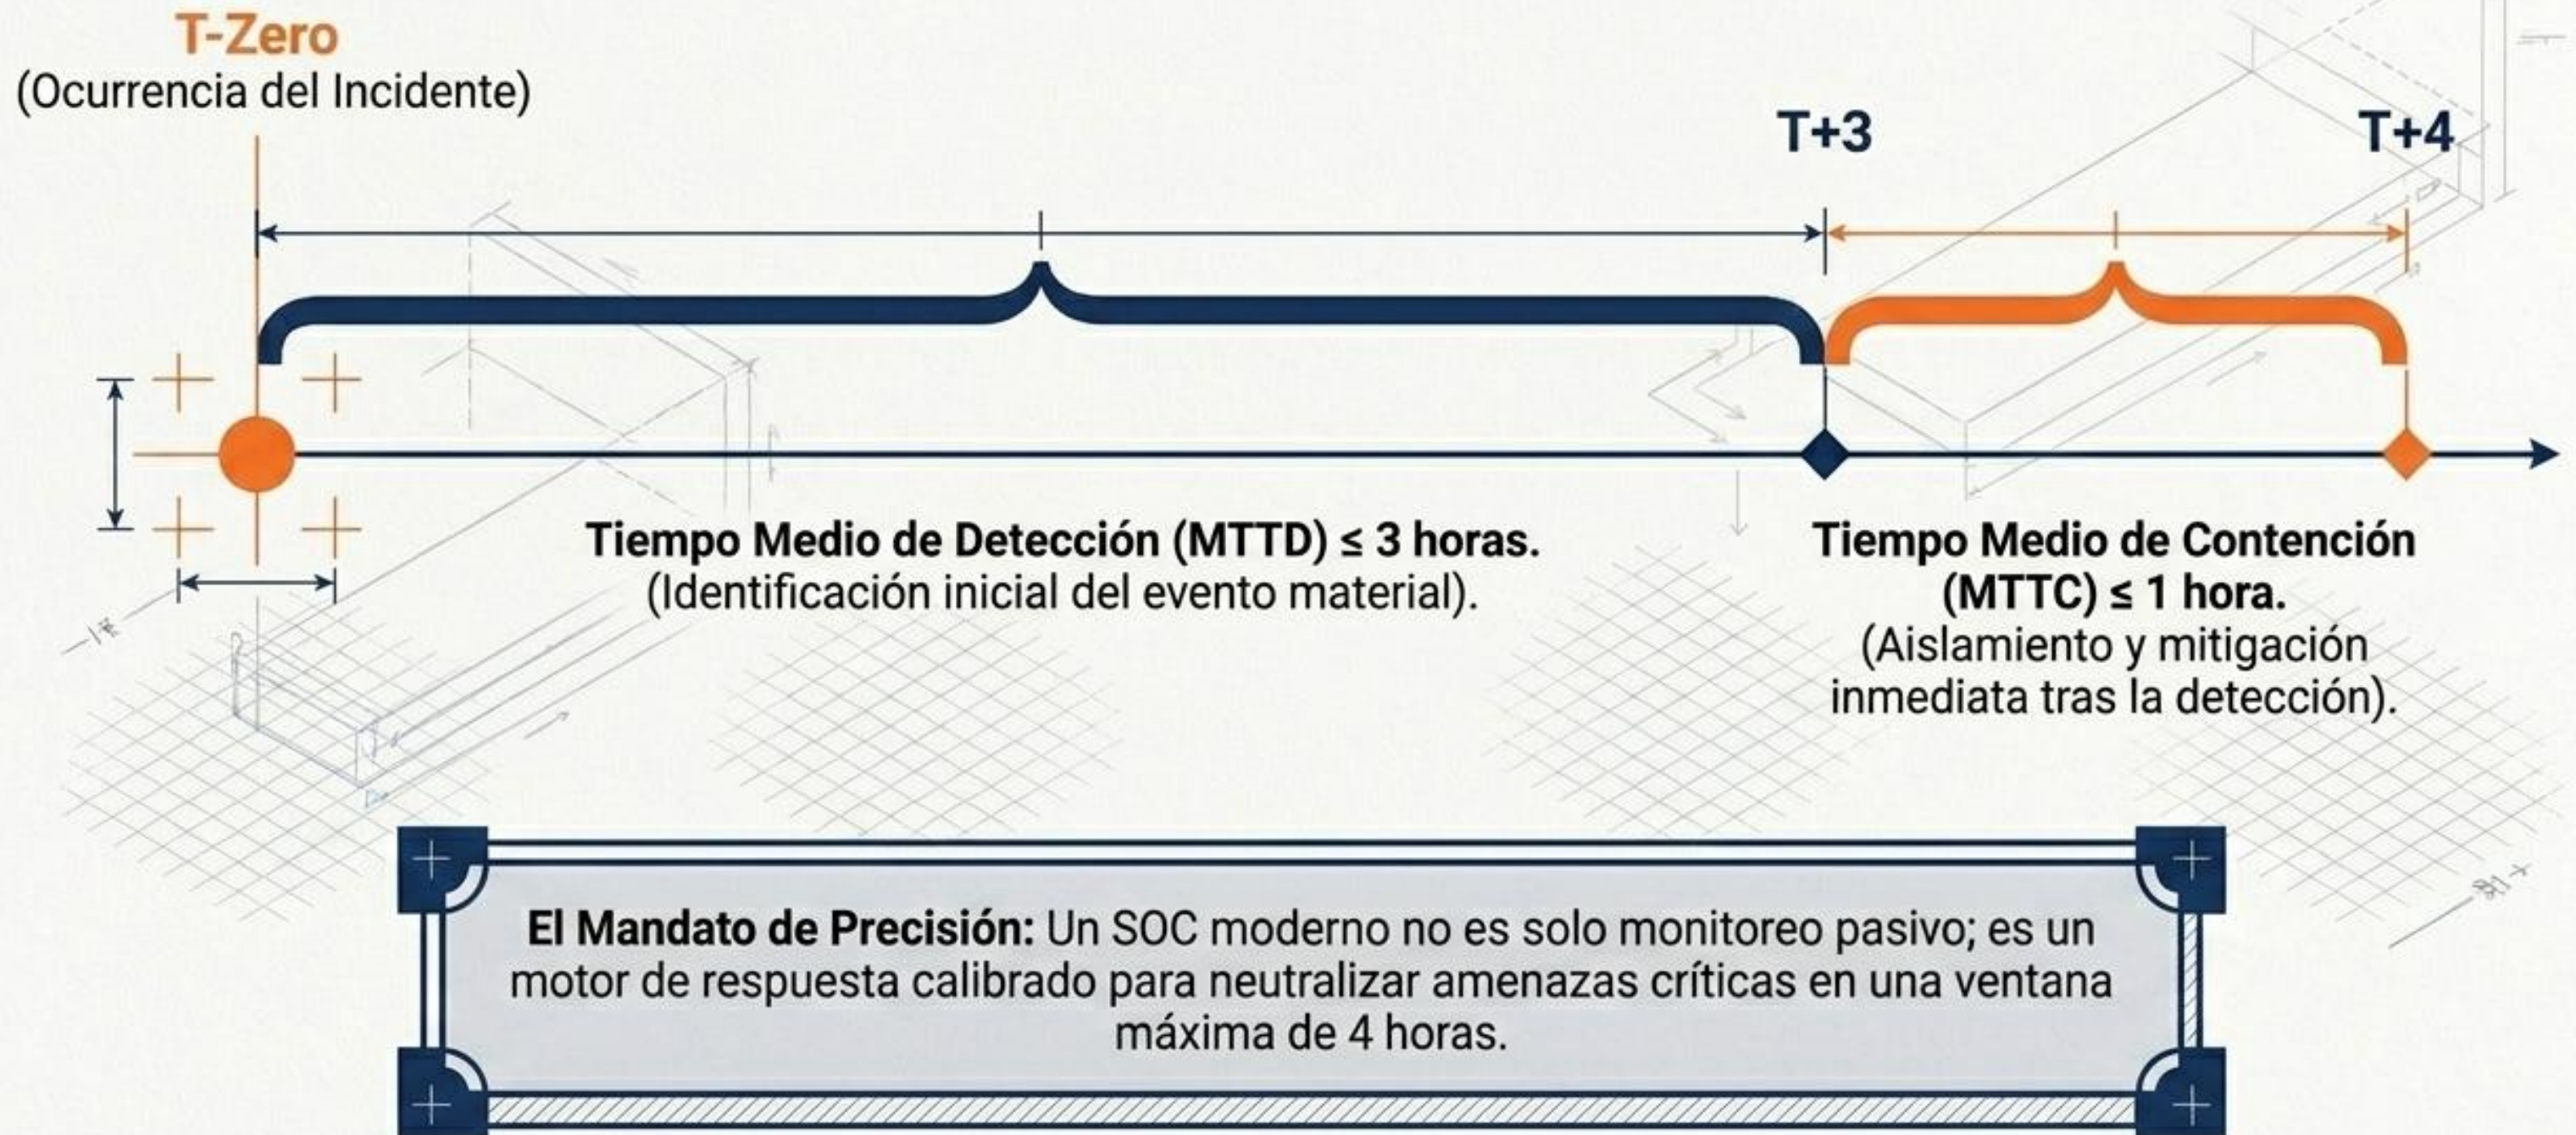 T-Zero
(Ocurrencia del Incidente)
T+3
T+4
Tiempo Medio de Detección (MTTD) ≤ 3 horas.
(Identificación inicial del evento material).
Tiempo Medio de Contención
(MTTC) ≤ 1 hora.
(Aislamiento y mitigación
inmediata tras la detección).
El Mandato de Precisión: Un SOC moderno no es solo monitoreo pasivo; es un
motor de respuesta calibrado para neutralizar amenazas críticas en una ventana
máxima de 4 horas.